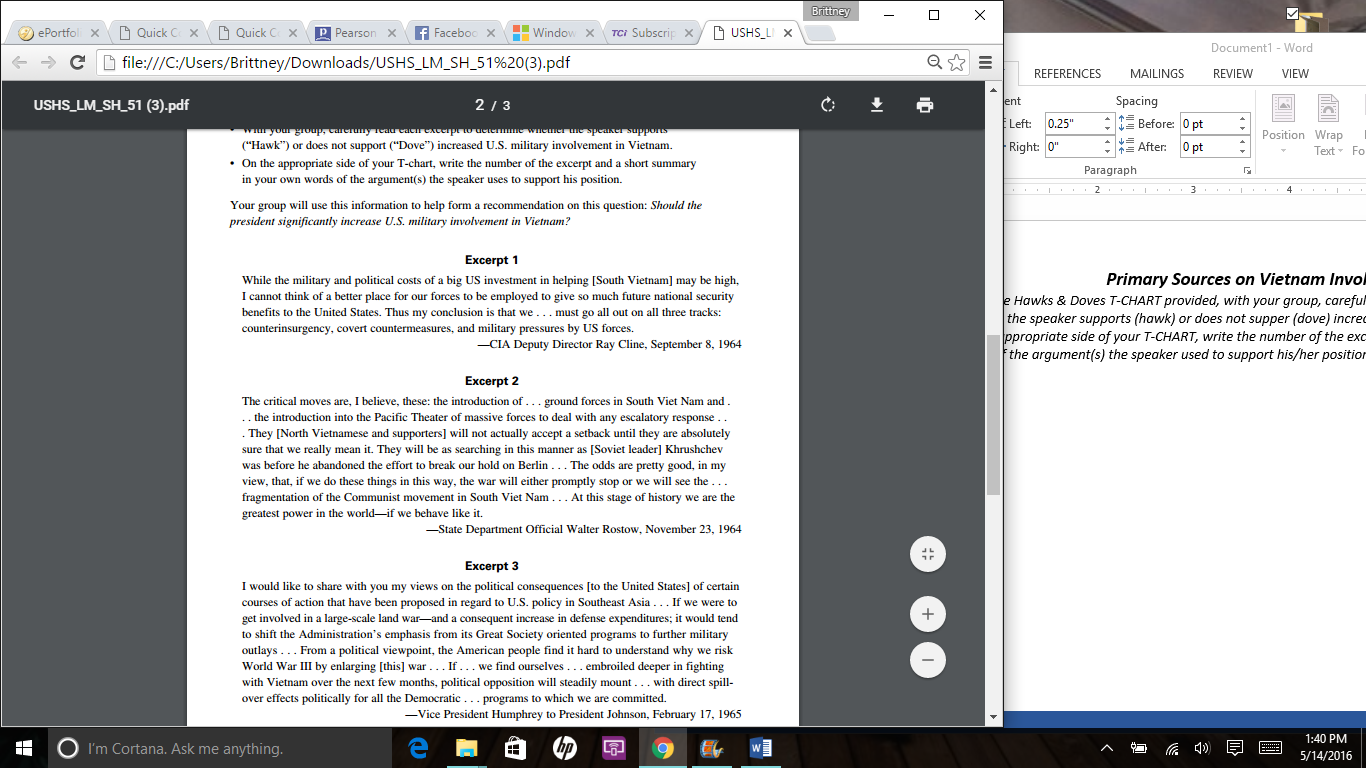 Brittney
ePortfol
Quick C
Quick C
Pearson
Faceboo
Window
TCi Subscrip
USHS_L
file:///C:/Users/Brittney/Downloads/USHS_LM_SH_51%20(3).pdf
USHS_LM_SH_51 (3).pdf
2 / 3
• With your group, carefully read each excerpt to determine whether the speaker supports
(“Hawk”) or does not support (“Dove”) increased U.S. military involvement in Vietnam.
• On the appropriate side of your T-chart, write the number of the excerpt and a short summary
in your own words of the argument(s) the speaker uses to support his position.
Your group will use this information to help form a recommendation on this question: Should the
president significantly increase U.S. military involvement in Vietnam?
Excerpt 1
While the military and political costs of a big US investment in helping [South Vietnam] may be high,
I cannot think of a better place for our forces to be employed to give so much future national security
benefits to the United States. Thus my conclusion is that we . . . must go all out on all three tracks:
counterinsurgency, covert countermeasures, and military pressures by US forces.
—CIA Deputy Director Ray Cline, September 8, 1964
Excerpt 2
The critical moves are, I believe, these: the introduction of . . . ground forces in South Viet Nam and .
. . the introduction into the Pacific Theater of massive forces to deal with any escalatory response . .
. They [North Vietnamese and supporters] will not actually accept a setback until they are absolutely
sure that we really mean it. They will be as searching in this manner as [Soviet leader] Khrushchev
was before he abandoned the effort to break our hold on Berlin . . . The odds are pretty good, in my
view, that, if we do these things in this way, the war will either promptly stop or we will see the . . .
fragmentation of the Communist movement in South Viet Nam . . . At this stage of history we are the
greatest power in the world—if we behave like it.
—State Department Official Walter Rostow, November 23, 1964
Excerpt 3
I would like to share with you my views on the political consequences [to the United States] of certain
courses of action that have been proposed in regard to U.S. policy in Southeast Asia . . . If we were to
get involved in a large-scale land war—and a consequent increase in defense expenditures; it would tend
to shift the Administration’s emphasis from its Great Society oriented programs to further military
outlays . . . From a political viewpoint, the American people find it hard to understand why we risk
World War III by enlarging [this] war . . . If . . . we find ourselves . . . embroiled deeper in fighting
with Vietnam over the next few months, political opposition will steadily mount . . . with direct spill-
over effects politically for all the Democratic . . . programs to which we are committed.
—Vice President Humphrey to President Johnson, February 17, 1965
Document1 - Word
REFERENCES MAILINGS REVIEW VIEW
ent
Spacing
Left: 0.25"
Before: 0 pt
Right: 0"
After: 0 pt
Position
Wrap
Text
Fo
Paragraph
2 3 4
Primary Sources on Vietnam Invol
e Hawks & Doves T-CHART provided, with your group, careful
the speaker supports (hawk) or does not supper (dove) increa
ppropriate side of your T-CHART, write the number of the exc
f the argument(s) the speaker used to support his/her position
I'm Cortana. Ask me anything.
hp
1:40 PM
5/14/2016